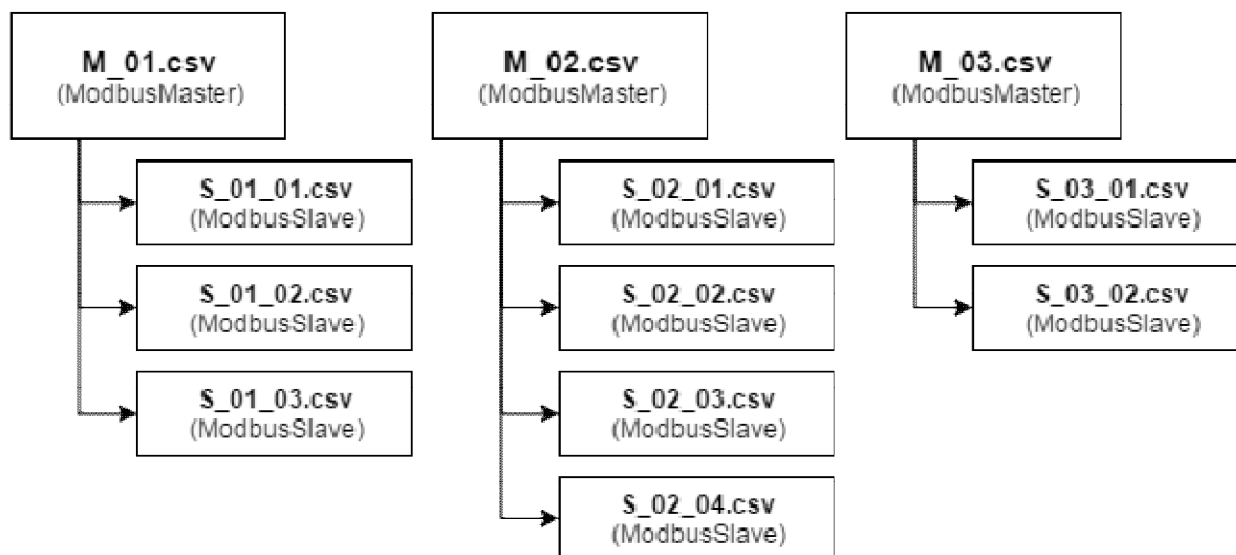 M_01.csv
(ModbusMaster)
S_01_01.csv
(ModbusSlave)
S_01_02.csv
(ModbusSlave)
S_01_03.csv
(ModbusSlave)
M_02.csv
(ModbusMaster)
S_02_01.csv
(ModbusSlave)
S_02_02.csv
(ModbusSlave)
S_02_03.csv
(ModbusSlave)
S_02_04.csv
(ModbusSlave)
M_03.csv
(ModbusMaster)
S_03_01.csv
(ModbusSlave)
S_03_02.csv
(ModbusSlave)